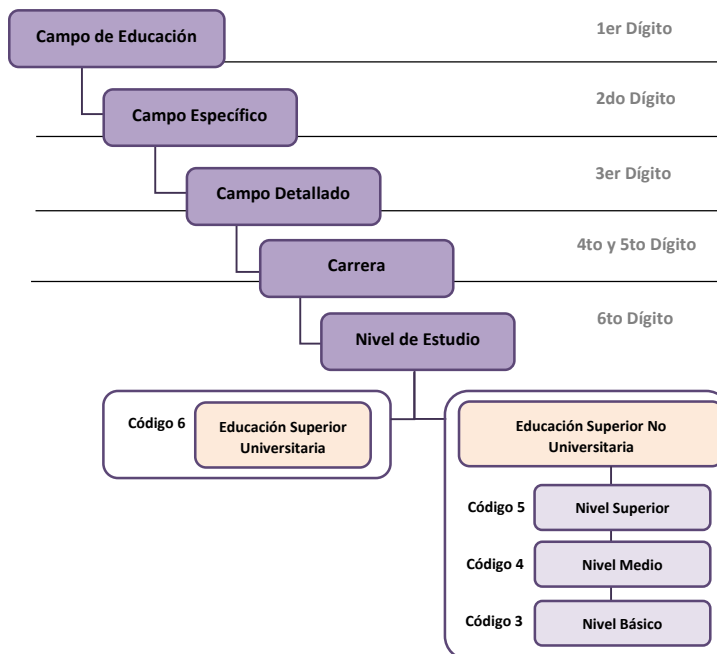 Campo de Educación
1er Dígito
Campo Específico
2do Dígito
Campo Detallado
3er Dígito
Carrera
4to y 5to Dígito
Nivel de Estudio
6to Dígito
Código 6
Educación Superior
Universitaria
Educación Superior No
Universitaria
Código 5
Nivel Superior
Código 4
Nivel Medio
Código 3
Nivel Básico